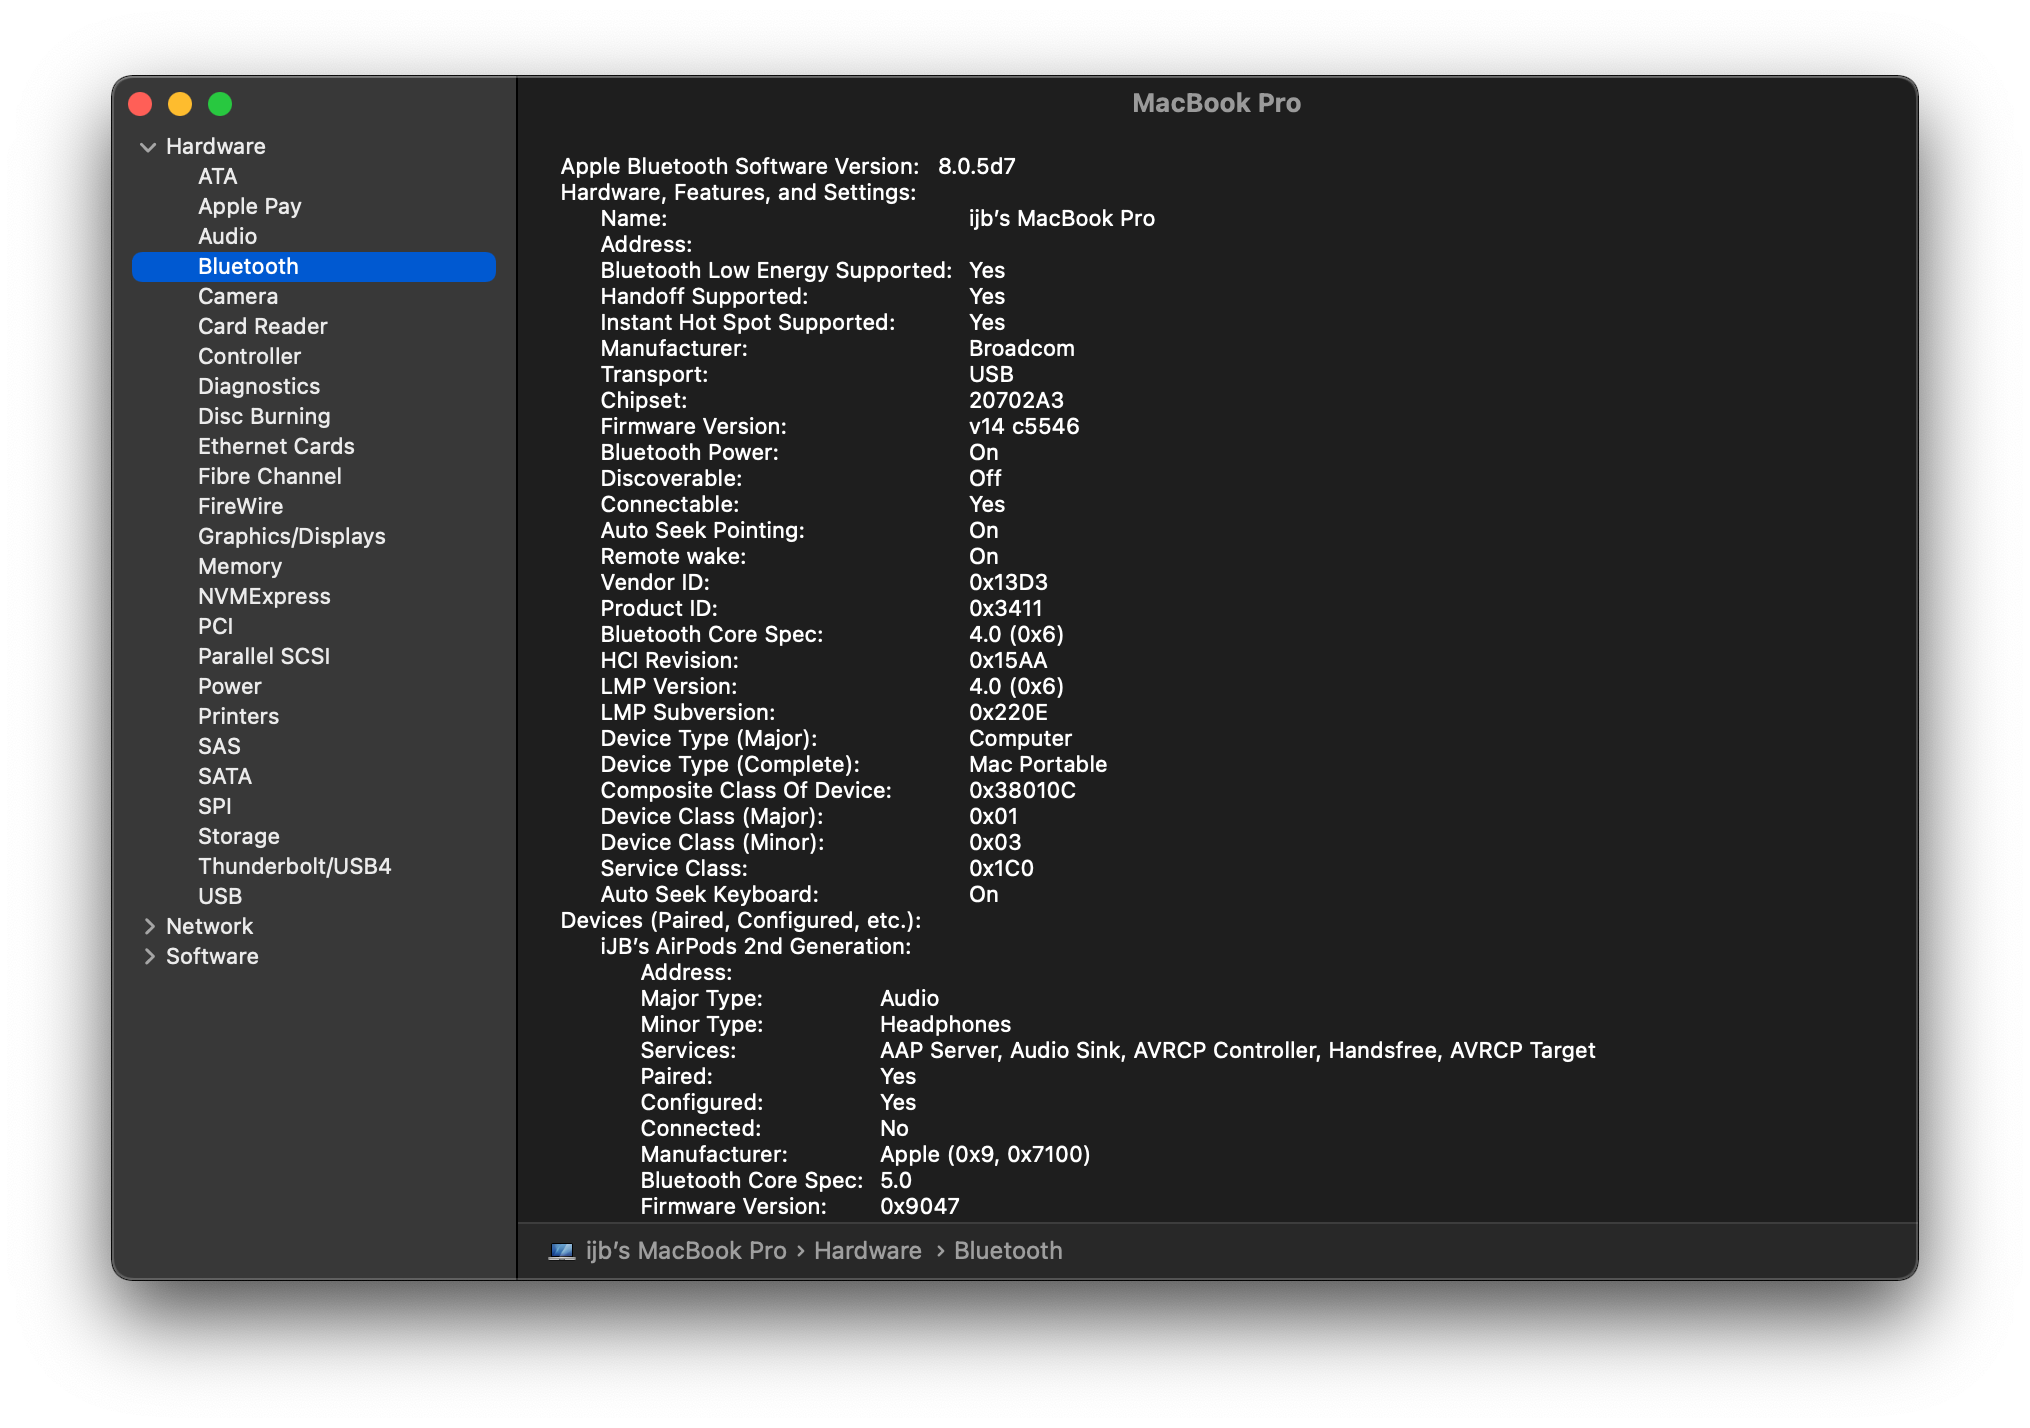 MacBook Pro
Hardware
ATA
Apple Pay
Audio
Bluetooth
Camera
Card Reader
Controller
Diagnostics
Disc Burning
Ethernet Cards
Fibre Channel
FireWire
Graphics/Displays
Memory
NVMExpress
PCI
Parallel SCSI
Power
Printers
SAS
SATA
SPI
Storage
Thunderbolt/USB4
USB
Network
Software
Apple Bluetooth Software Version: 8.0.5d7
Hardware, Features, and Settings:
Name: ijb’s MacBook Pro
Address:
Bluetooth Low Energy Supported: Yes
Handoff Supported: Yes
Instant Hot Spot Supported: Yes
Manufacturer: Broadcom
Transport: USB
Chipset: 20702A3
Firmware Version: v14 c5546
Bluetooth Power: On
Discoverable: Off
Connectable: Yes
Auto Seek Pointing: On
Remote wake: On
Vendor ID: 0x13D3
Product ID: 0x3411
Bluetooth Core Spec: 4.0 (0x6)
HCI Revision: 0x15AA
LMP Version: 4.0 (0x6)
LMP Subversion: 0x220E
Device Type (Major): Computer
Device Type (Complete): Mac Portable
Composite Class Of Device: 0x38010C
Device Class (Major): 0x01
Device Class (Minor): 0x03
Service Class: 0x1C0
Auto Seek Keyboard: On
Devices (Paired, Configured, etc.):
iJB’s AirPods 2nd Generation:
Address:
Major Type: Audio
Minor Type: Headphones
Services: AAP Server, Audio Sink, AVRCP Controller, Handsfree, AVRCP Target
Paired: Yes
Configured: Yes
Connected: No
Manufacturer: Apple (0x9, 0x7100)
Bluetooth Core Spec: 5.0
Firmware Version: 0x9047
ijb’s MacBook Pro › Hardware › Bluetooth